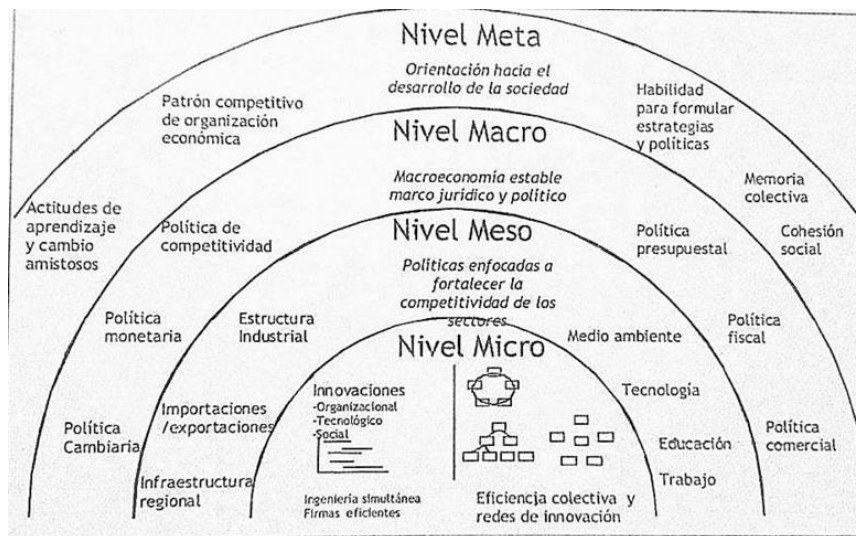 Nivel Meta
Orientación hacia el
desarrollo de la sociedad
Patrón competitivo
de organización
económica
Habilidad
para formular
estrategias
y políticas
Actitudes de
aprendizaje
y cambio
amistosos
Memoria
colectiva
Cohesión
social
Nivel Macro
Macroeconomía estable
marco jurídico y político
Política de
competitividad
Política
presupuestal
Política
monetaria
Política
fiscal
Política
Cambiaria
Política
comercial
Nivel Meso
Políticas enfocadas a
fortalecer la
competitividad de los
sectores
Estructura
Industrial
Medio ambiente
Importaciones
/exportaciones
Tecnología
Educación
Infraestructura
regional
Trabajo
Nivel Micro
Innovaciones
-Organizacional
-Tecnológico
-Social
Ingeniería simultánea
Firmas eficientes
Eficiencia colectiva y
redes de innovación